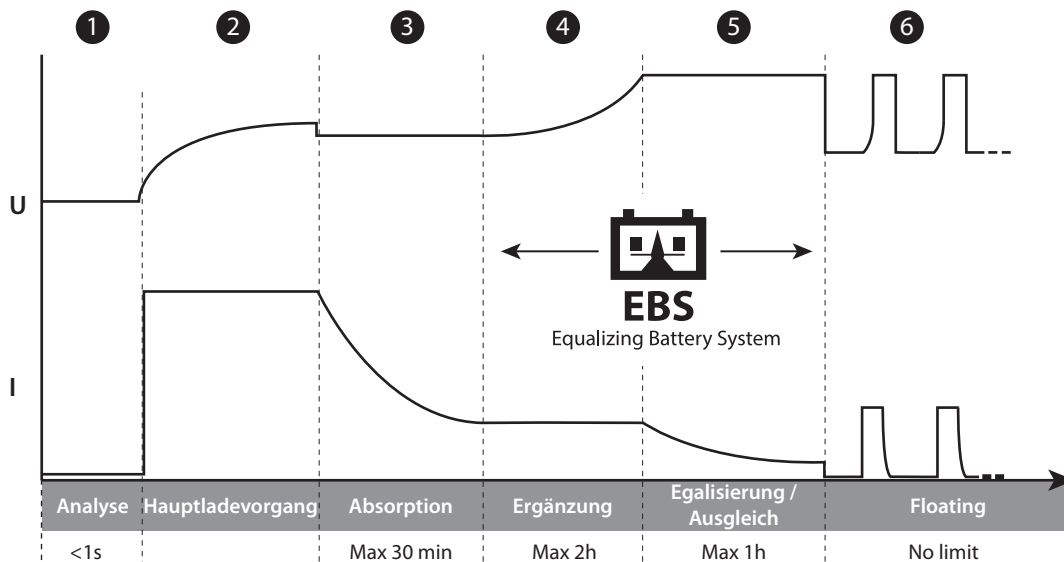 1 2 3 4 5 6
U
EBS
Equalizing Battery System
I
Analyse Hauptladevorgang Absorption Ergänzung Egalisierung / Ausgleich Floating
<1s Max 30 min Max 2h Max 1h No limit